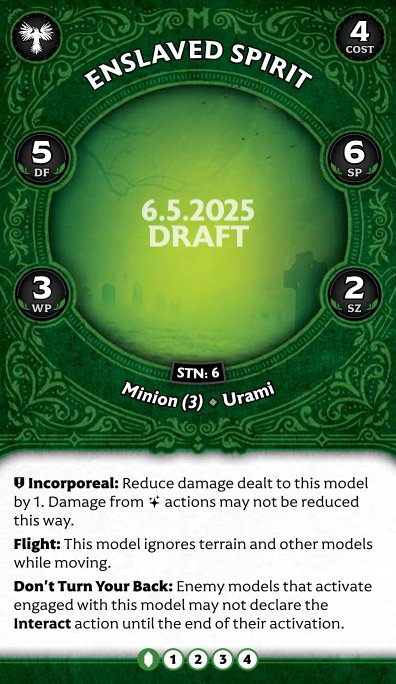 4
COST
ENSLAVED SPIRIT
5
DF
6
SP
6.5.2025
DRAFT
3
WP
2
SZ
STN: 6
Minion (3) ◆ Urami
Incorporeal: Reduce damage dealt to this model
by 1. Damage from actions may not be reduced
this way.
Flight: This model ignores terrain and other models
while moving.
Don't Turn Your Back: Enemy models that activate
engaged with this model may not declare the
Interact action until the end of their activation.
1 2 3 4